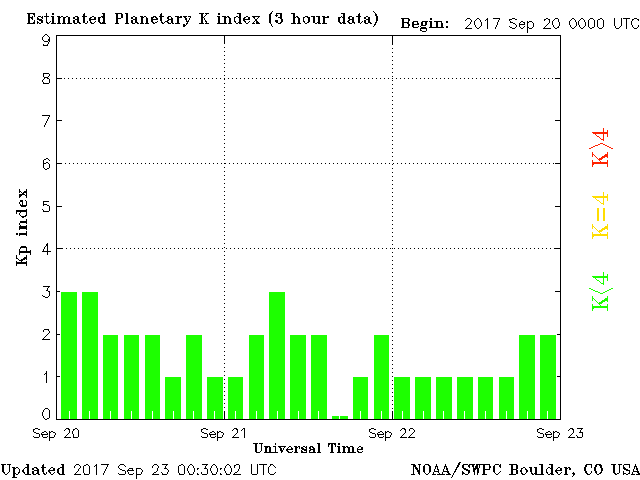 Estimated Planetary K index (3 hour data) Begin: 2017 Sep 20 0000 UTC
9
8
7
6
5
4
3
2
1
0
Kp index
K>4
K=4
K<4
Sep 20 Sep 21 Sep 22 Sep 23
Universal Time
Updated 2017 Sep 23 00:30:02 UTC NOAA/SWPC Boulder, CO USA